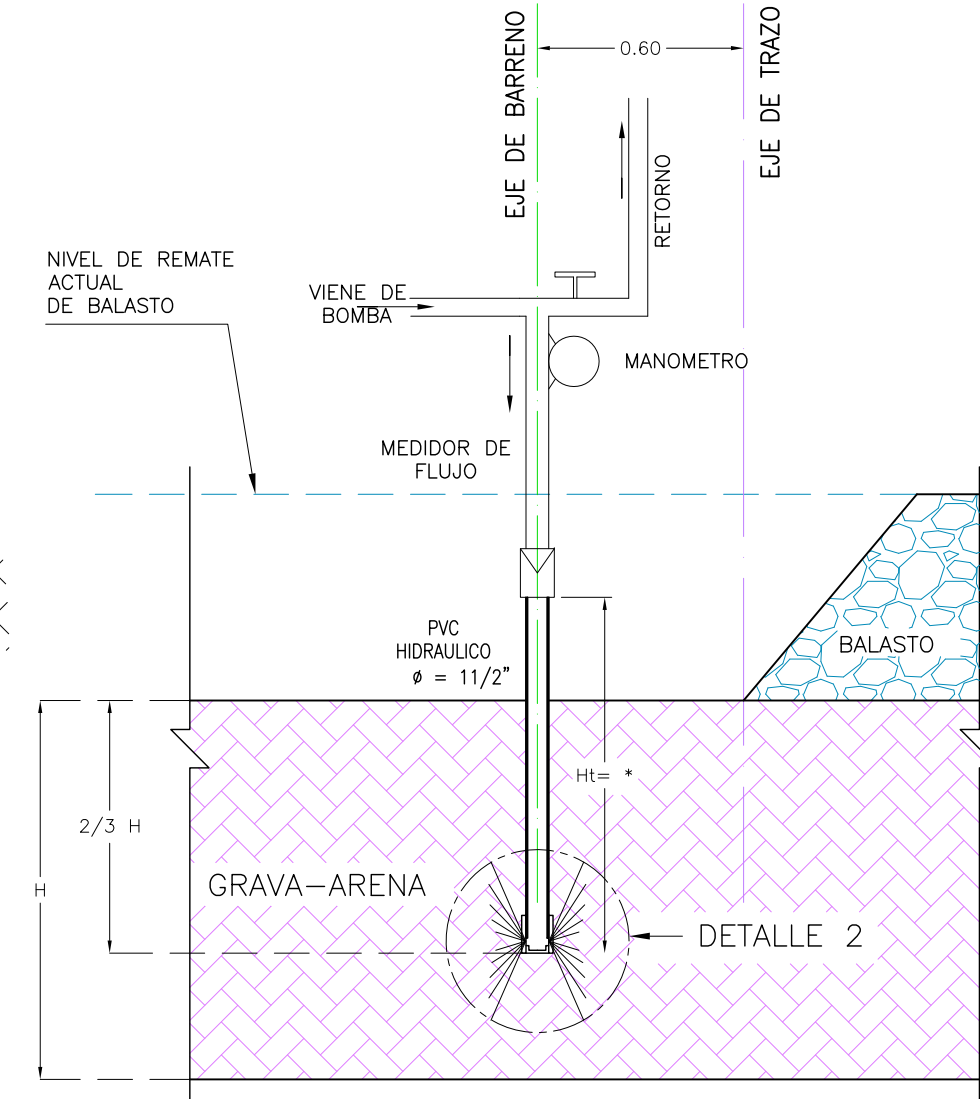 EJE DE BARRENO
0.60
EJE DE TRAZO
RETORNO
NIVEL DE REMATE
ACTUAL
DE BALASTO
VIENE DE
BOMBA
MANOMETRO
MEDIDOR DE
FLUJO
PVC
HIDRAULICO
ø = 11/2"
BALASTO
Ht= *
2/3 H
H
GRAVA-ARENA
DETALLE 2